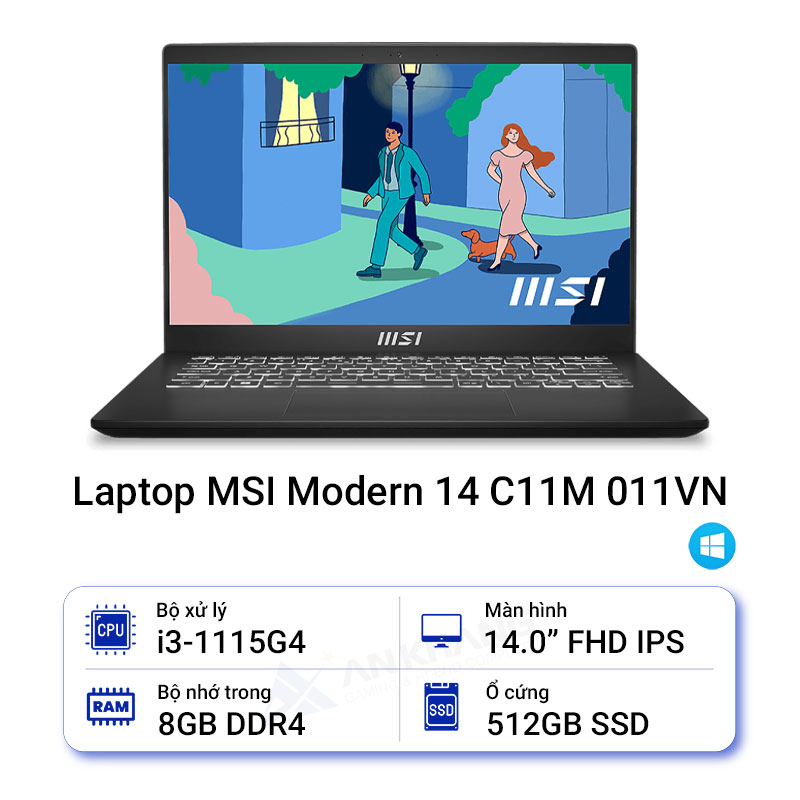 msi
msi
Laptop MSI Modern 14 C11M 011VN
CPU
Bộ xử lý
i3-1115G4
Màn hình
14.0” FHD IPS
RAM
Bộ nhớ trong
8GB DDR4
SSD
Ổ cứng
512GB SSD
ANKHANG